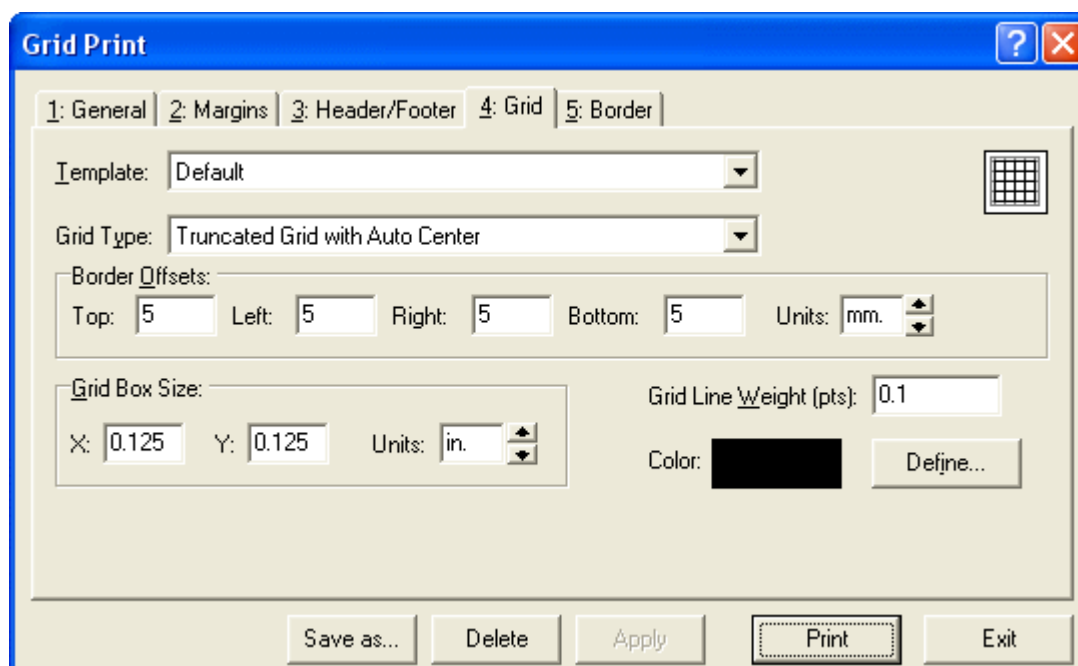 Grid Print
1: General 2: Margins 3: Header/Footer 4: Grid 5: Border
Template: Default
Grid Type: Truncated Grid with Auto Center
Border Offsets:
Top: 5 Left: 5 Right: 5 Bottom: 5 Units: mm.
Grid Box Size:
Grid Line Weight (pts): 0.1
X: 0.125 Y: 0.125 Units: in.
Color: Define...
Save as... Delete Apply Print Exit